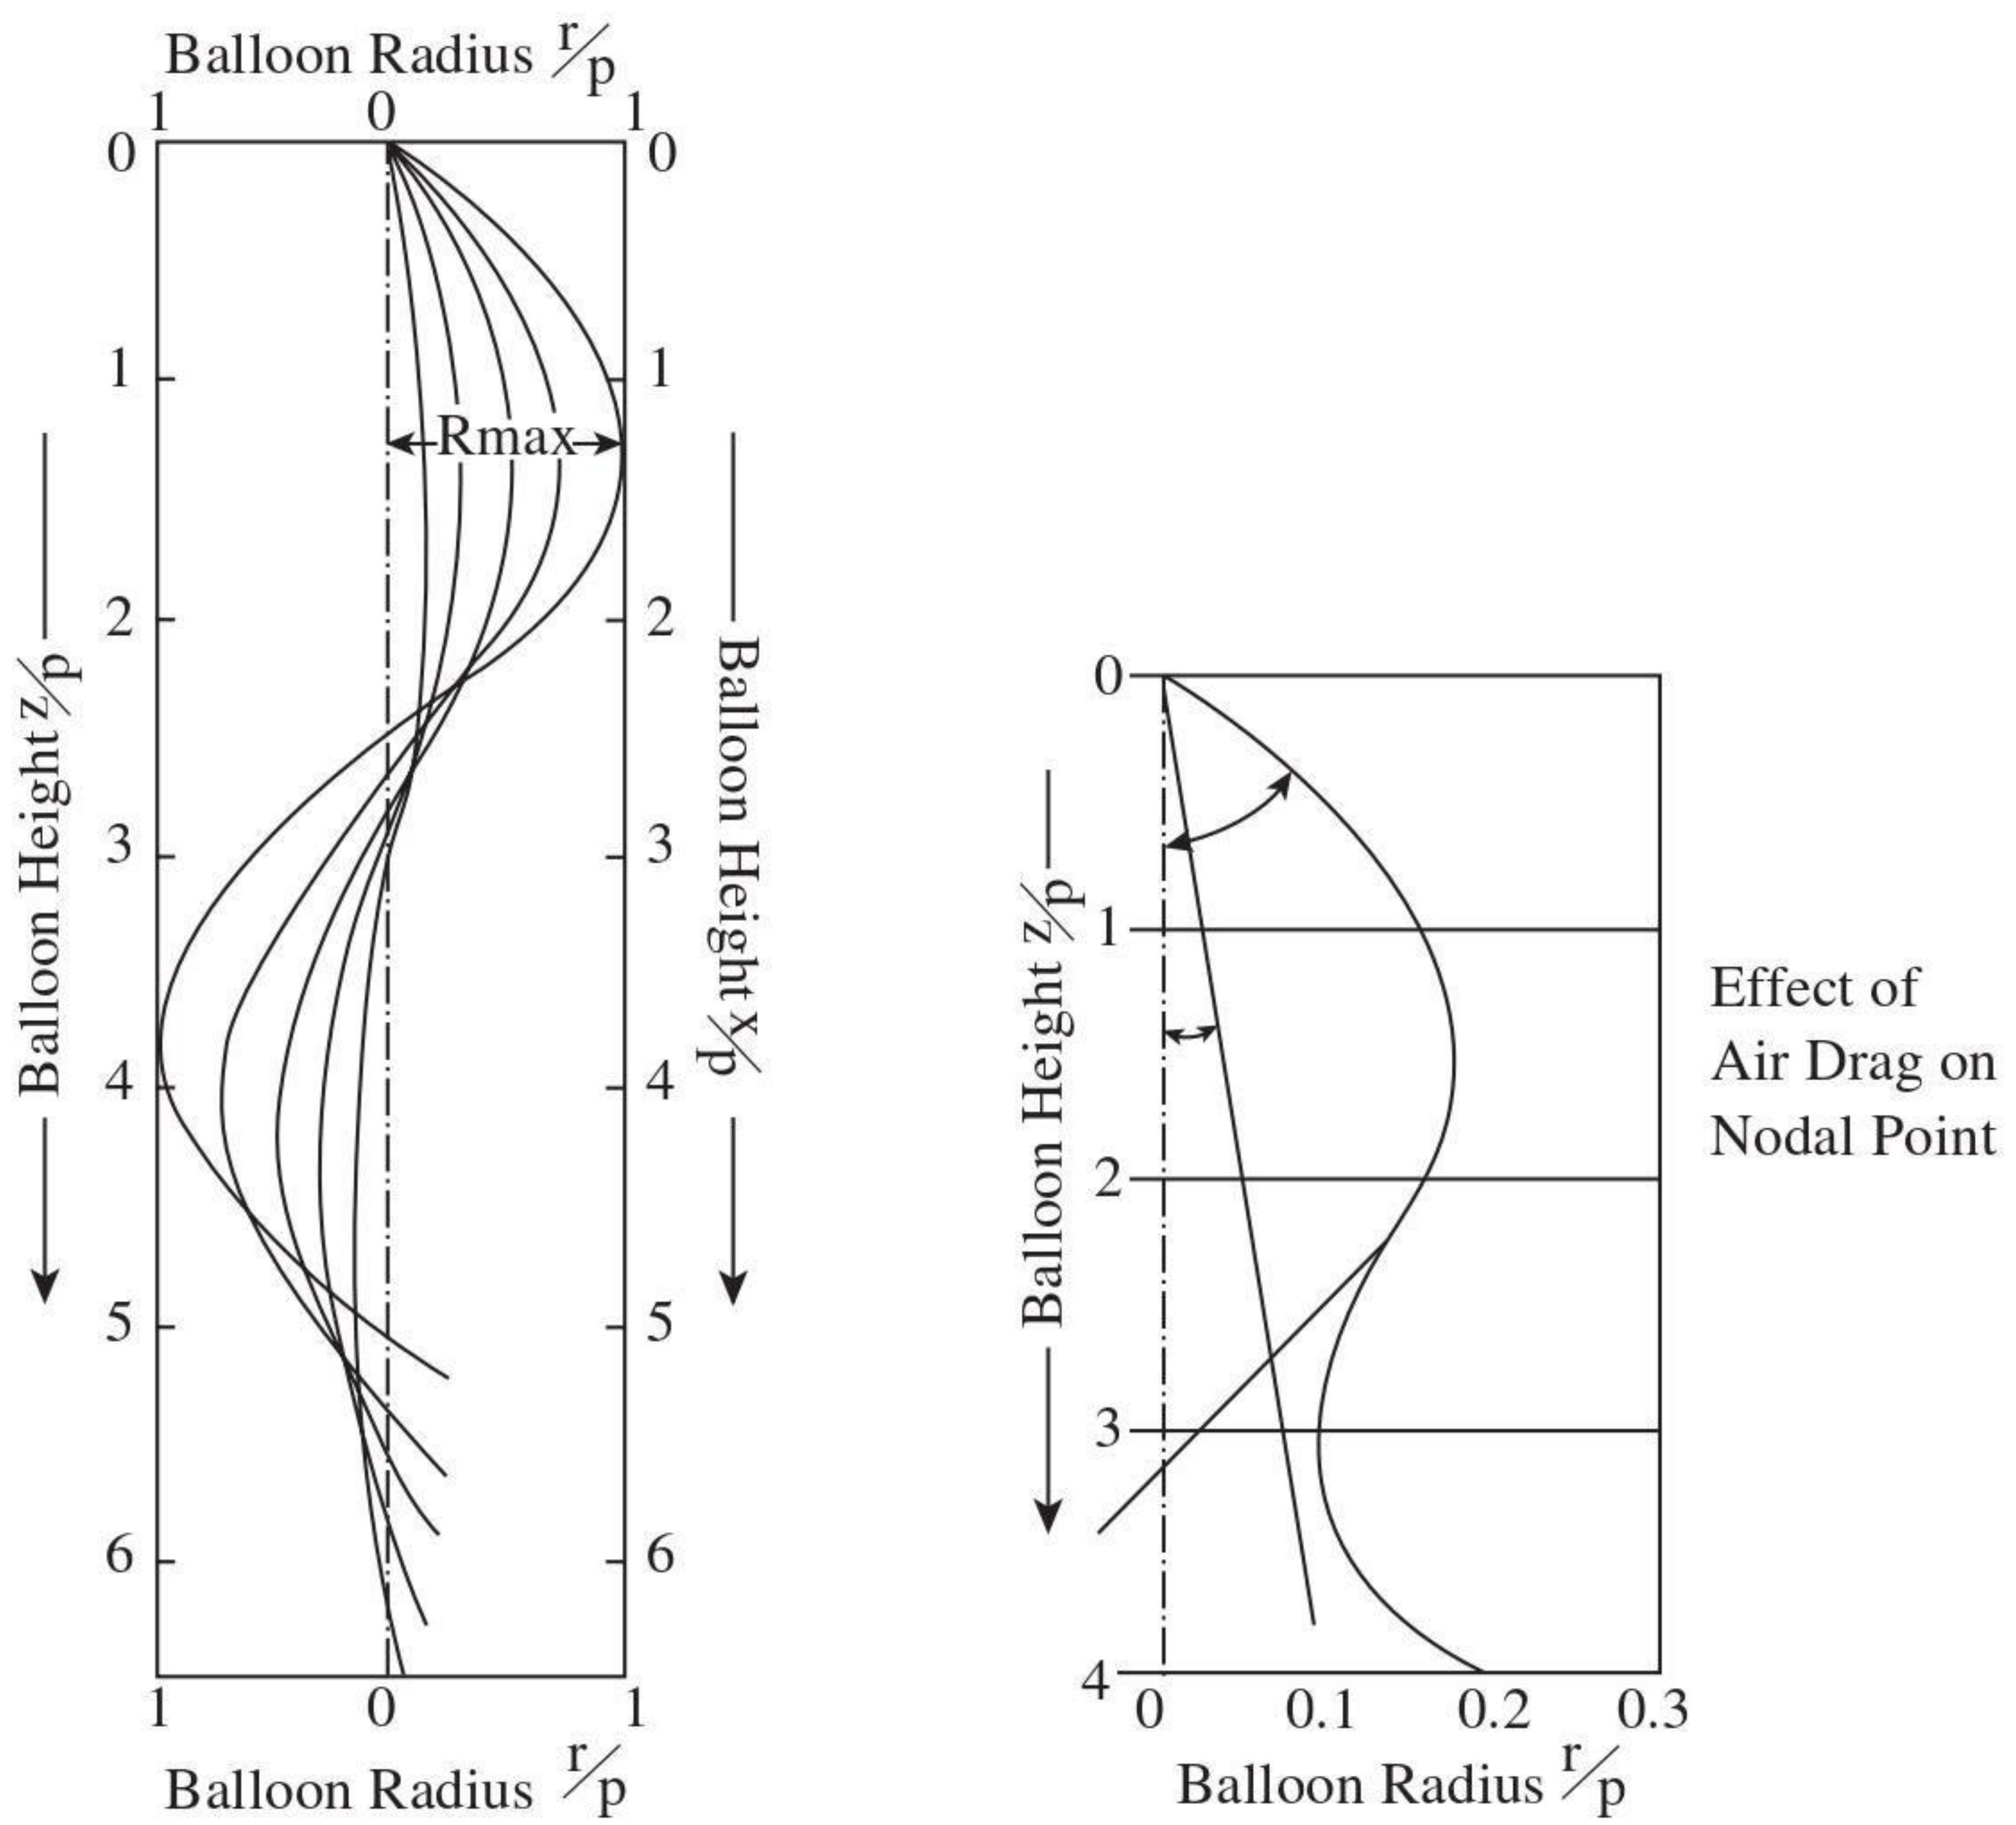 Balloon Radius r/p
1 0 1
0 0
1 1
Rmax
2 2
3 3
4 4
5 5
6 6
Balloon Height z/p
Balloon Height x/p
1 0 1
Balloon Radius r/p
0
1
2
3
4
Balloon Height z/p
0 0.1 0.2 0.3
Balloon Radius r/p
Effect of
Air Drag on
Nodal Point